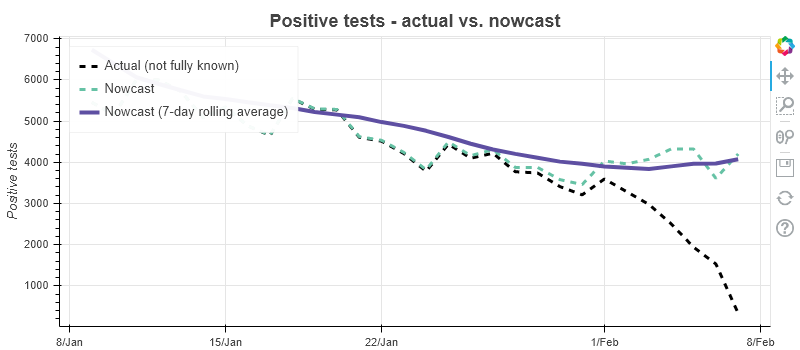 Positive tests - actual vs. nowcast
7000
6000
5000
4000
3000
2000
1000
Positive tests
Actual (not fully known)
Nowcast
Nowcast (7-day rolling average)
8/Jan
15/Jan
22/Jan
1/Feb
8/Feb